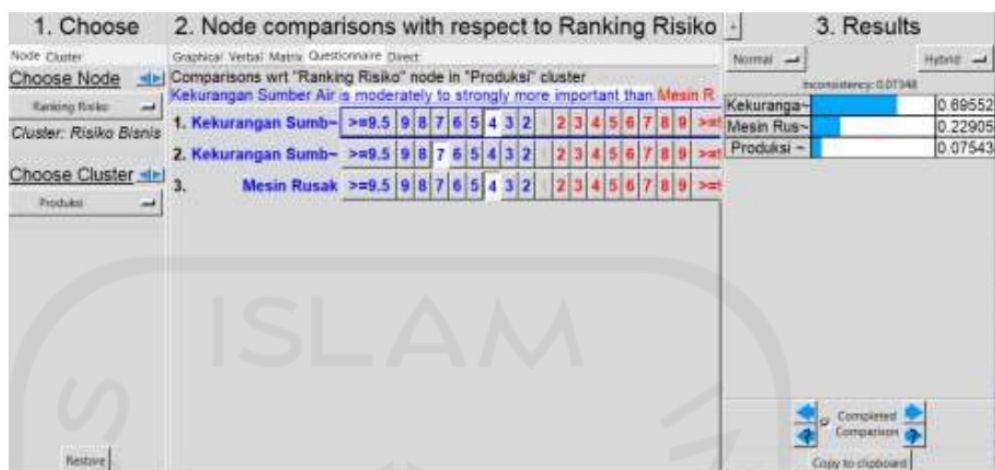 1. Choose
2. Node comparisons with respect to Ranking Risiko
3. Results
Node Cluster
Choose Node
Ranking Risiko
Cluster: Risiko Bisnis
Choose Cluster
Produksi
Restore
Graphical Verbal Matrix Questionnaire Direct
Comparisons wrt "Ranking Risiko" node in "Produksi" cluster
Kekurangan Sumber Air is moderately to strongly more important than Mesin R
1. Kekurangan Sumb~ >=9.5 9 8 7 6 5 4 3 2 2 3 4 5 6 7 8 9
2. Kekurangan Sumb~ >=9.5 9 8 7 6 5 4 3 2 2 3 4 5 6 7 8 9
3. Mesin Rusak >=9.5 9 8 7 6 5 4 3 2 2 3 4 5 6 7 8 9
Normal Hybrid
Inconsistency: 0.07348
Kekuranga~ 0.69552
Mesin Rus~ 0.22905
Produksi ~ 0.07543
Completed
Comparison
Copy to clipboard
ISLAM